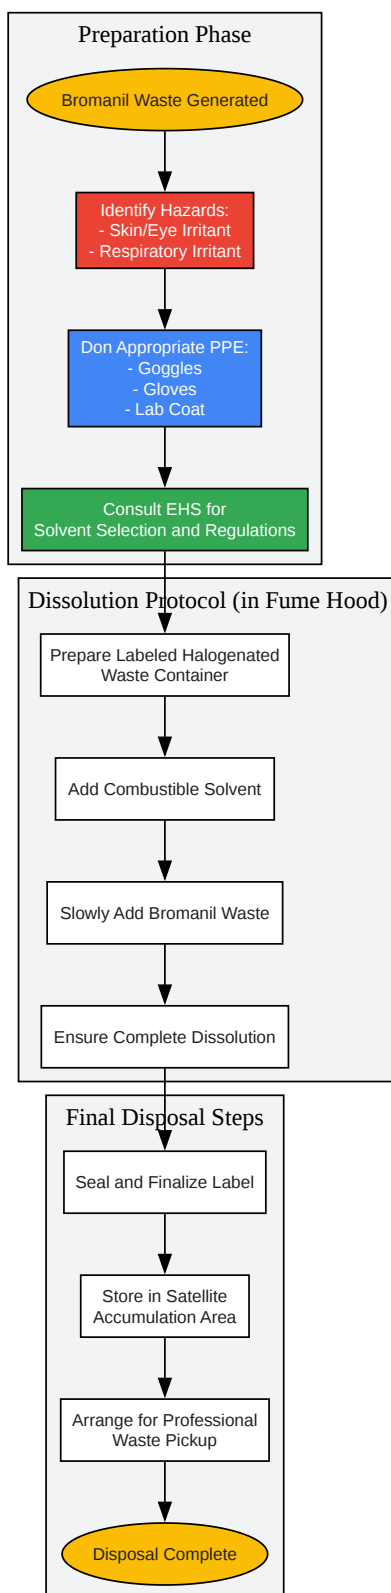 Preparation Phase
Bromanil Waste Generated
Identify Hazards:
- Skin/Eye Irritant
- Respiratory Irritant
Don Appropriate PPE:
- Goggles
- Gloves
- Lab Coat
Consult EHS for
Solvent Selection and Regulations
Dissolution Protocol (in Fume Hood)
Prepare Labeled Halogenated
Waste Container
Add Combustible Solvent
Slowly Add Bromanil Waste
Ensure Complete Dissolution
Final Disposal Steps
Seal and Finalize Label
Store in Satellite
Accumulation Area
Arrange for Professional
Waste Pickup
Disposal Complete